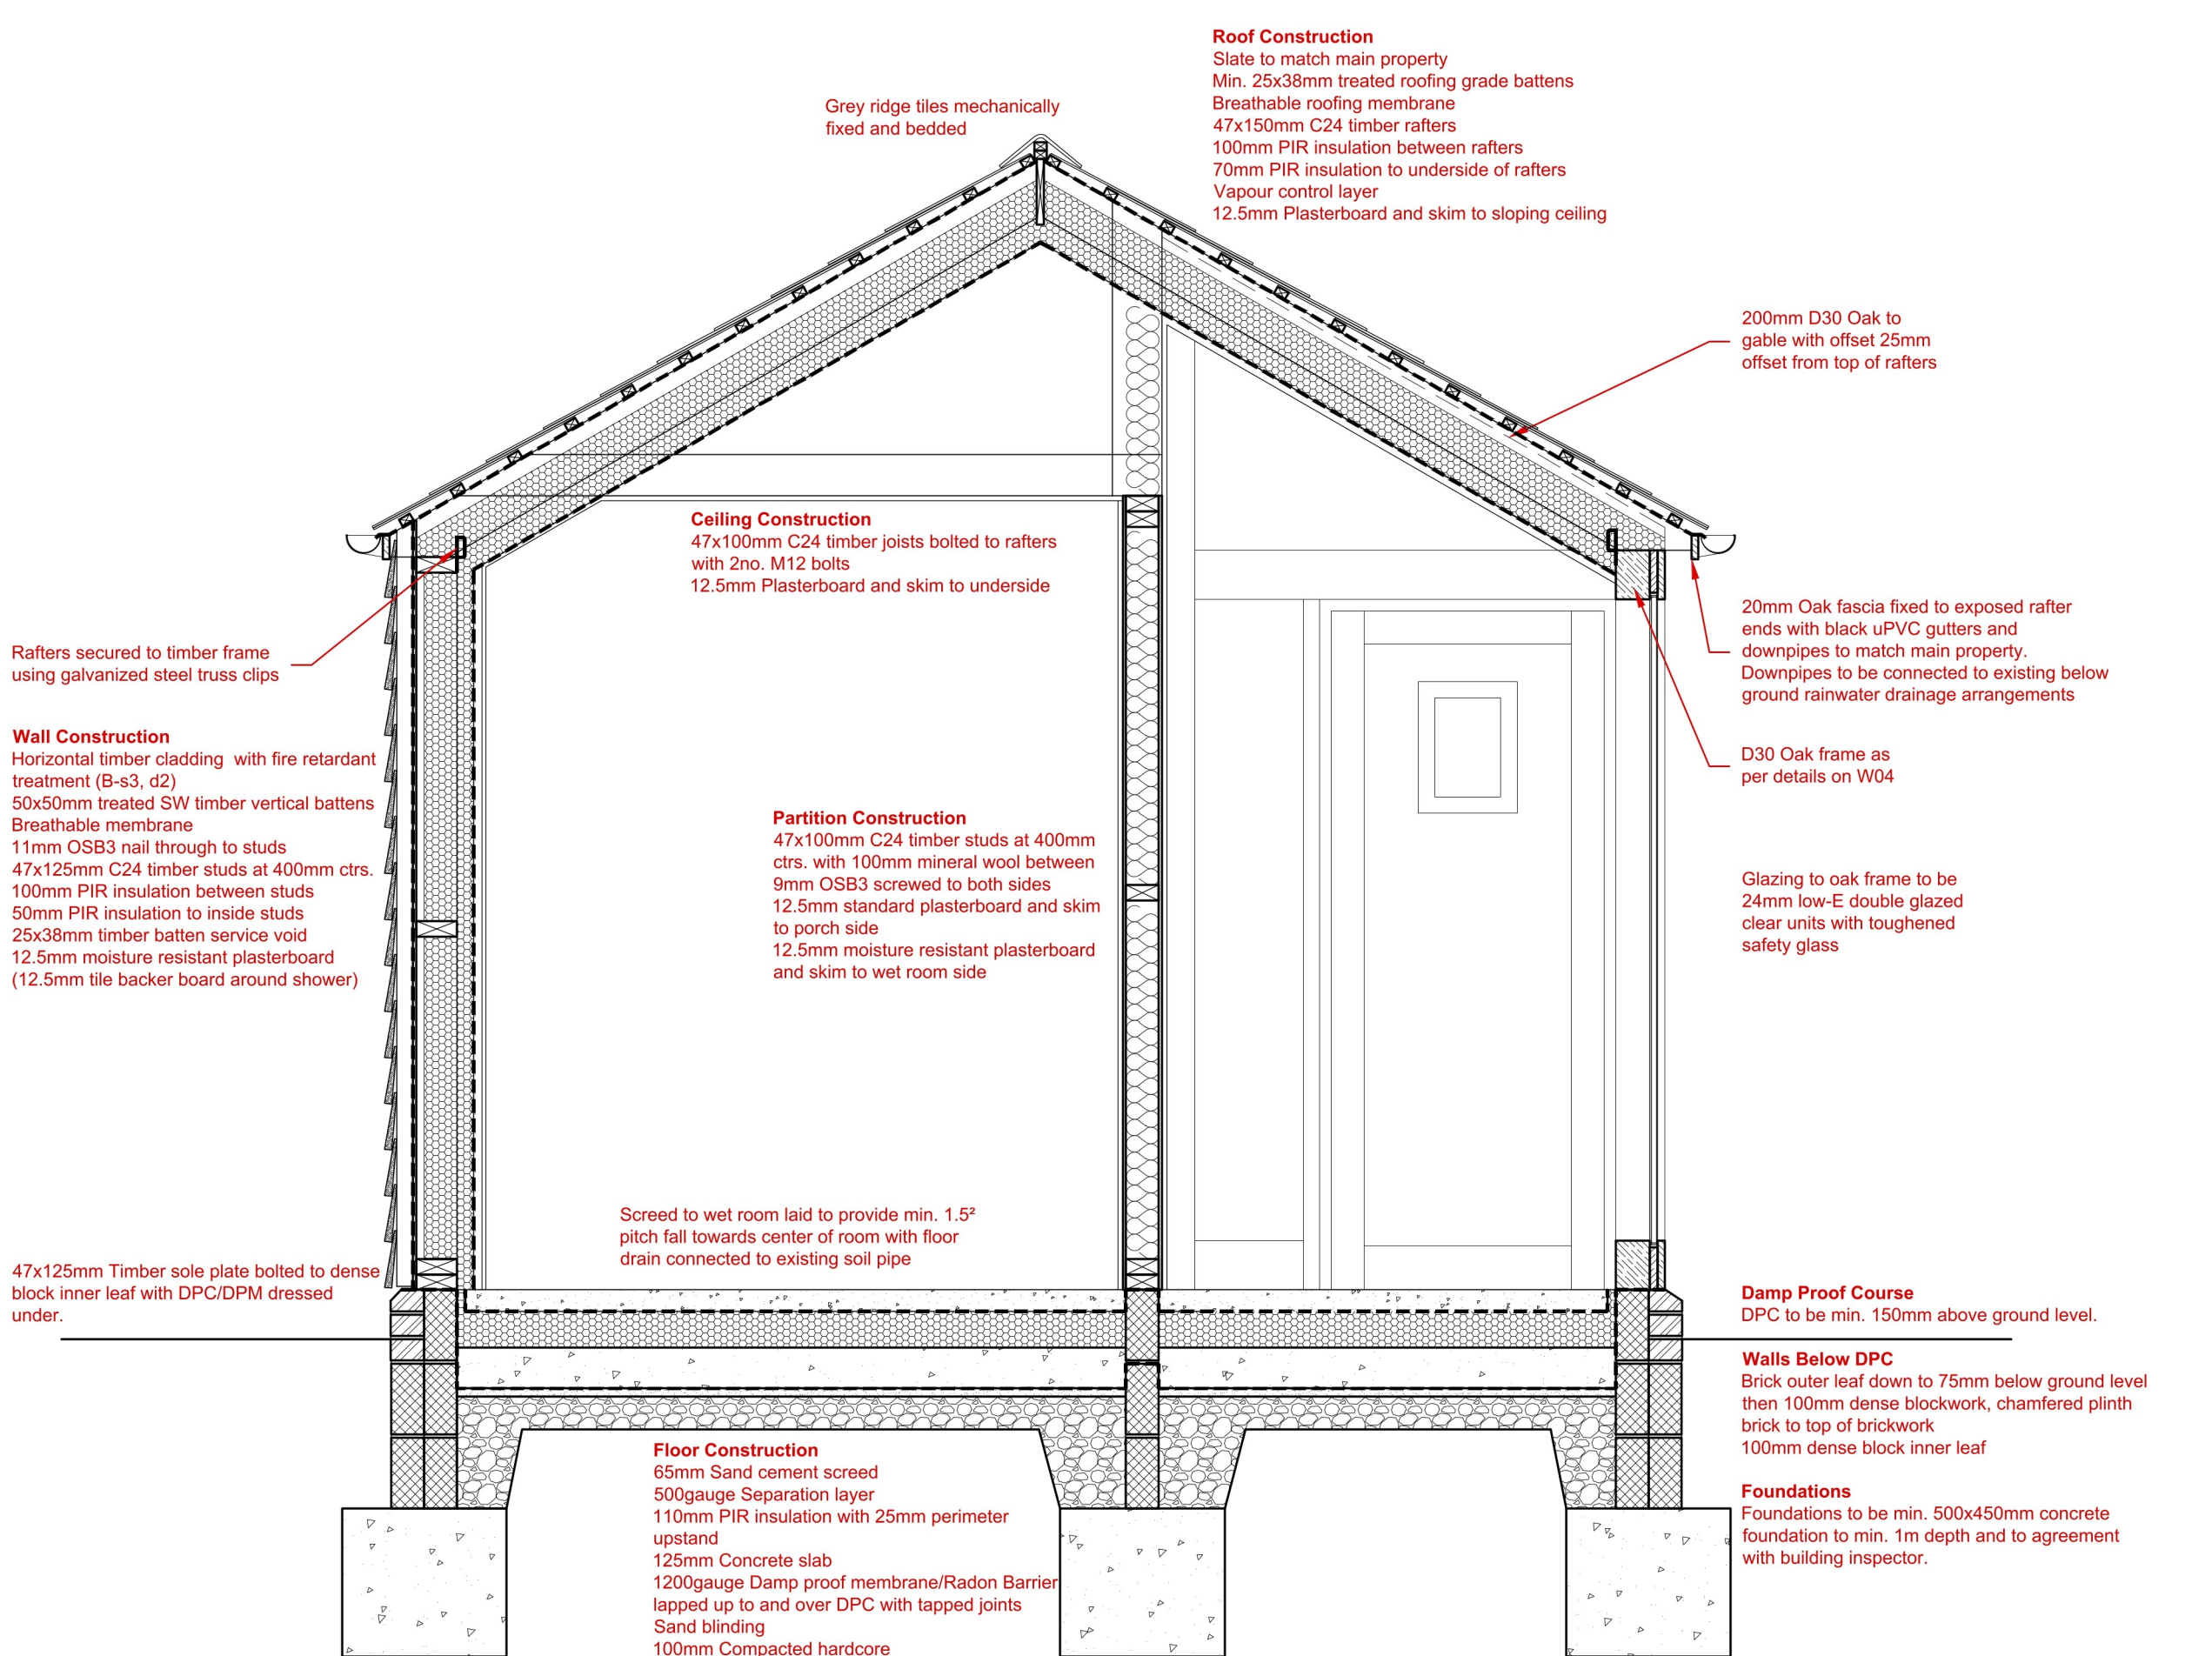 Roof Construction
Slate to match main property
Min. 25x38mm treated roofing grade battens
Breathable roofing membrane
47x150mm C24 timber rafters
100mm PIR insulation between rafters
70mm PIR insulation to underside of rafters
Vapour control layer
12.5mm Plasterboard and skim to sloping ceiling
Grey ridge tiles mechanically
fixed and bedded
200mm D30 Oak to
gable with offset 25mm
offset from top of rafters
Ceiling Construction
47x100mm C24 timber joists bolted to rafters
with 2no. M12 bolts
12.5mm Plasterboard and skim to underside
20mm Oak fascia fixed to exposed rafter
ends with black uPVC gutters and
downpipes to match main property.
Downpipes to be connected to existing below
ground rainwater drainage arrangements
Rafters secured to timber frame
using galvanized steel truss clips
Wall Construction
Horizontal timber cladding  with fire retardant
treatment (B-s3, d2)
50x50mm treated SW timber vertical battens
Breathable membrane
11mm OSB3 nail through to studs
47x125mm C24 timber studs at 400mm ctrs.
100mm PIR insulation between studs
50mm PIR insulation to inside studs
25x38mm timber batten service void
12.5mm moisture resistant plasterboard
(12.5mm tile backer board around shower)
D30 Oak frame as
per details on W04
Partition Construction
47x100mm C24 timber studs at 400mm
ctrs. with 100mm mineral wool between
9mm OSB3 screwed to both sides
12.5mm standard plasterboard and skim
to porch side
12.5mm moisture resistant plasterboard
and skim to wet room side
Glazing to oak frame to be
24mm low-E double glazed
clear units with toughened
safety glass
Screed to wet room laid to provide min. 1.5²
pitch fall towards center of room with floor
drain connected to existing soil pipe
47x125mm Timber sole plate bolted to dense
block inner leaf with DPC/DPM dressed
under.
Damp Proof Course
DPC to be min. 150mm above ground level.
Walls Below DPC
Brick outer leaf down to 75mm below ground level
then 100mm dense blockwork, chamfered plinth
brick to top of brickwork
100mm dense block inner leaf
Floor Construction
65mm Sand cement screed
500gauge Separation layer
110mm PIR insulation with 25mm perimeter
upstand
125mm Concrete slab
1200gauge Damp proof membrane/Radon Barrier
lapped up to and over DPC with tapped joints
Sand blinding
100mm Compacted hardcore
Foundations
Foundations to be min. 500x450mm concrete
foundation to min. 1m depth and to agreement
with building inspector.